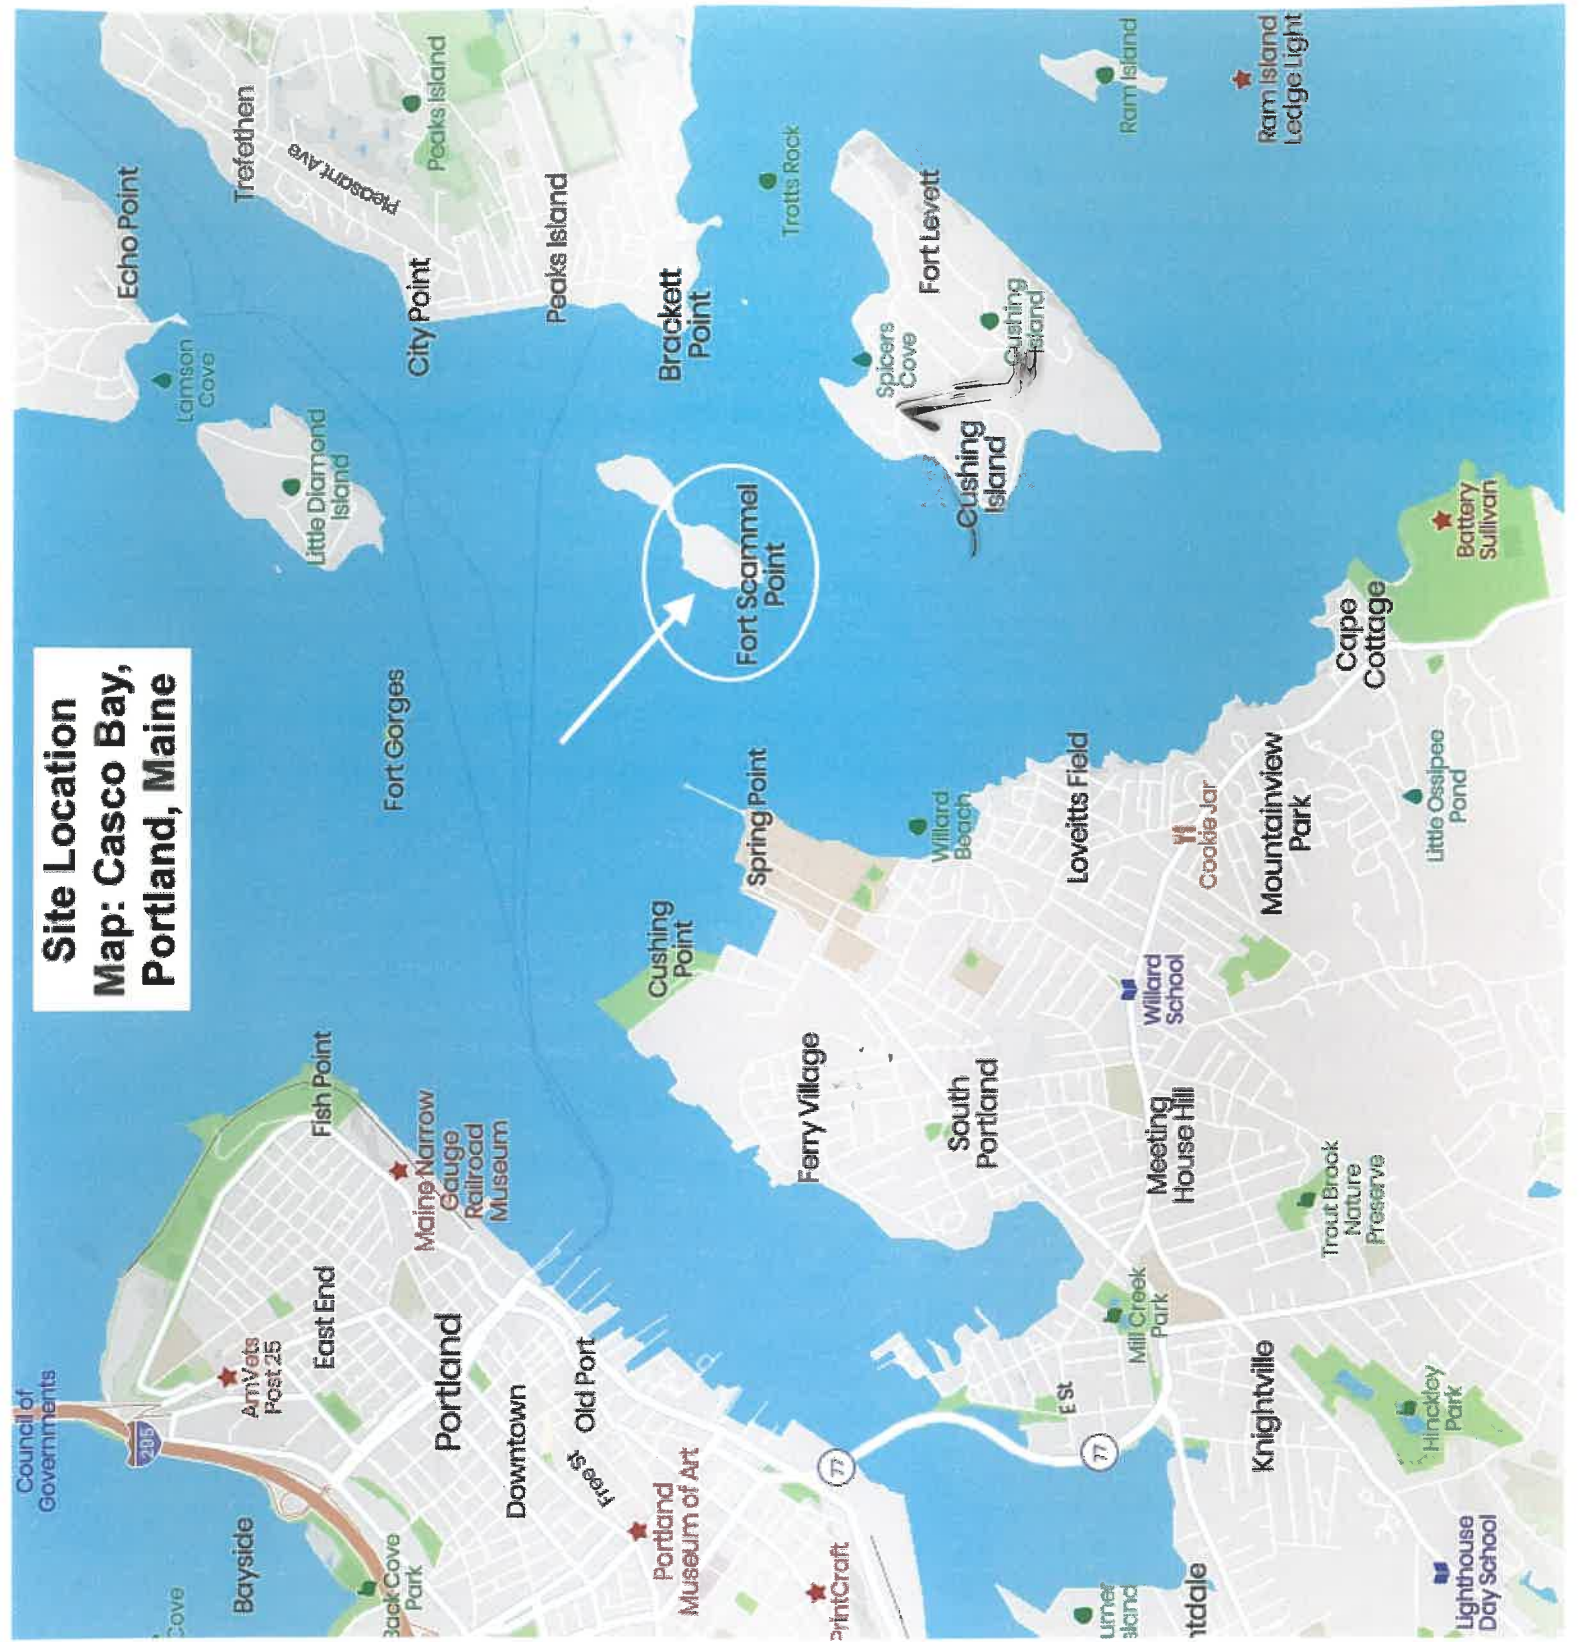 Site Location
Map: Casco Bay,
Portland, Maine
Council of
Governments
295
Cove
Bayside
Back Cove
Park
AmVets
Post 25
East End
Fish Point
Maine Narrow
Gauge
Railroad
Museum
Portland
Downtown
Old Port
Free St
Portland
Museum of Art
PrintCraft
77
77
Echo Point
Lamson
Cove
Little Diamond
Island
Trefethen
Pleasant Ave
Peaks Island
City Point
Peaks Island
Brackett
Point
Trotts Rock
Fort Gorges
Fort Scammel
Point
Spicers
Cove
Fort Levett
Cushing
Island
Cushing
Island
Ram Island
Ram Island
Ledge Light
Spring Point
Cushing
Point
Willard
Beach
Loveitts Field
Cookie Jar
Mountainview
Park
Cape
Cottage
Battery
Sullivan
Little Ossipee
Pond
Ferry Village
South
Portland
Willard
School
Meeting
House Hill
Trout Brook
Nature
Preserve
Mill Creek
Park
E St
Knightville
Hinckley
Park
Lighthouse
Day School
ntdale